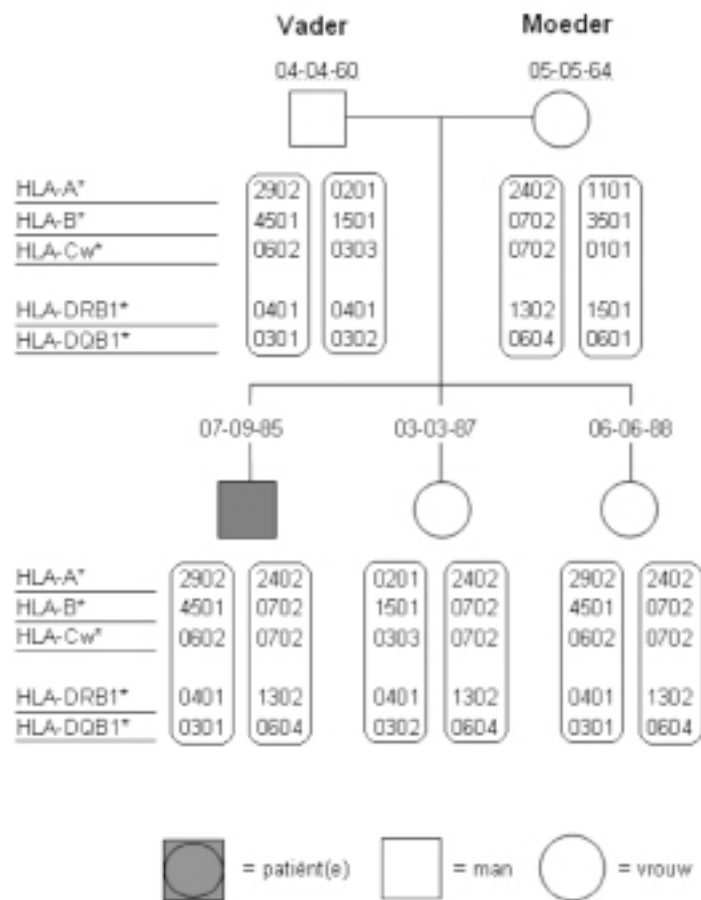 Vader Moeder
04-04-60 05-05-64
HLA-A* 2902 0201 2402 1101
HLA-B* 4501 1501 0702 3501
HLA-Cw* 0602 0303 0702 0101
HLA-DRB1* 0401 0401 1302 1501
HLA-DQB1* 0301 0302 0604 0601
07-09-85 03-03-87 06-06-88
HLA-A* 2902 2402 0201 2402 2902 2402
HLA-B* 4501 0702 1501 0702 4501 0702
HLA-Cw* 0602 0702 0303 0702 0602 0702
HLA-DRB1* 0401 1302 0401 1302 0401 1302
HLA-DQB1* 0301 0604 0302 0604 0301 0604
= patiënt(e) = man = vrouw